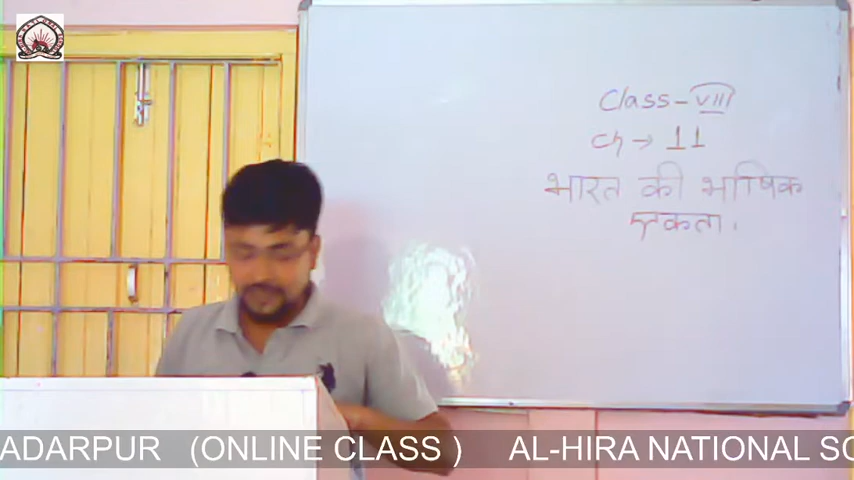 Class-VIII
Ch → 11
भारत की भाषिक
एकता.
ADARPUR (ONLINE CLASS ) AL-HIRA NATIONAL SC